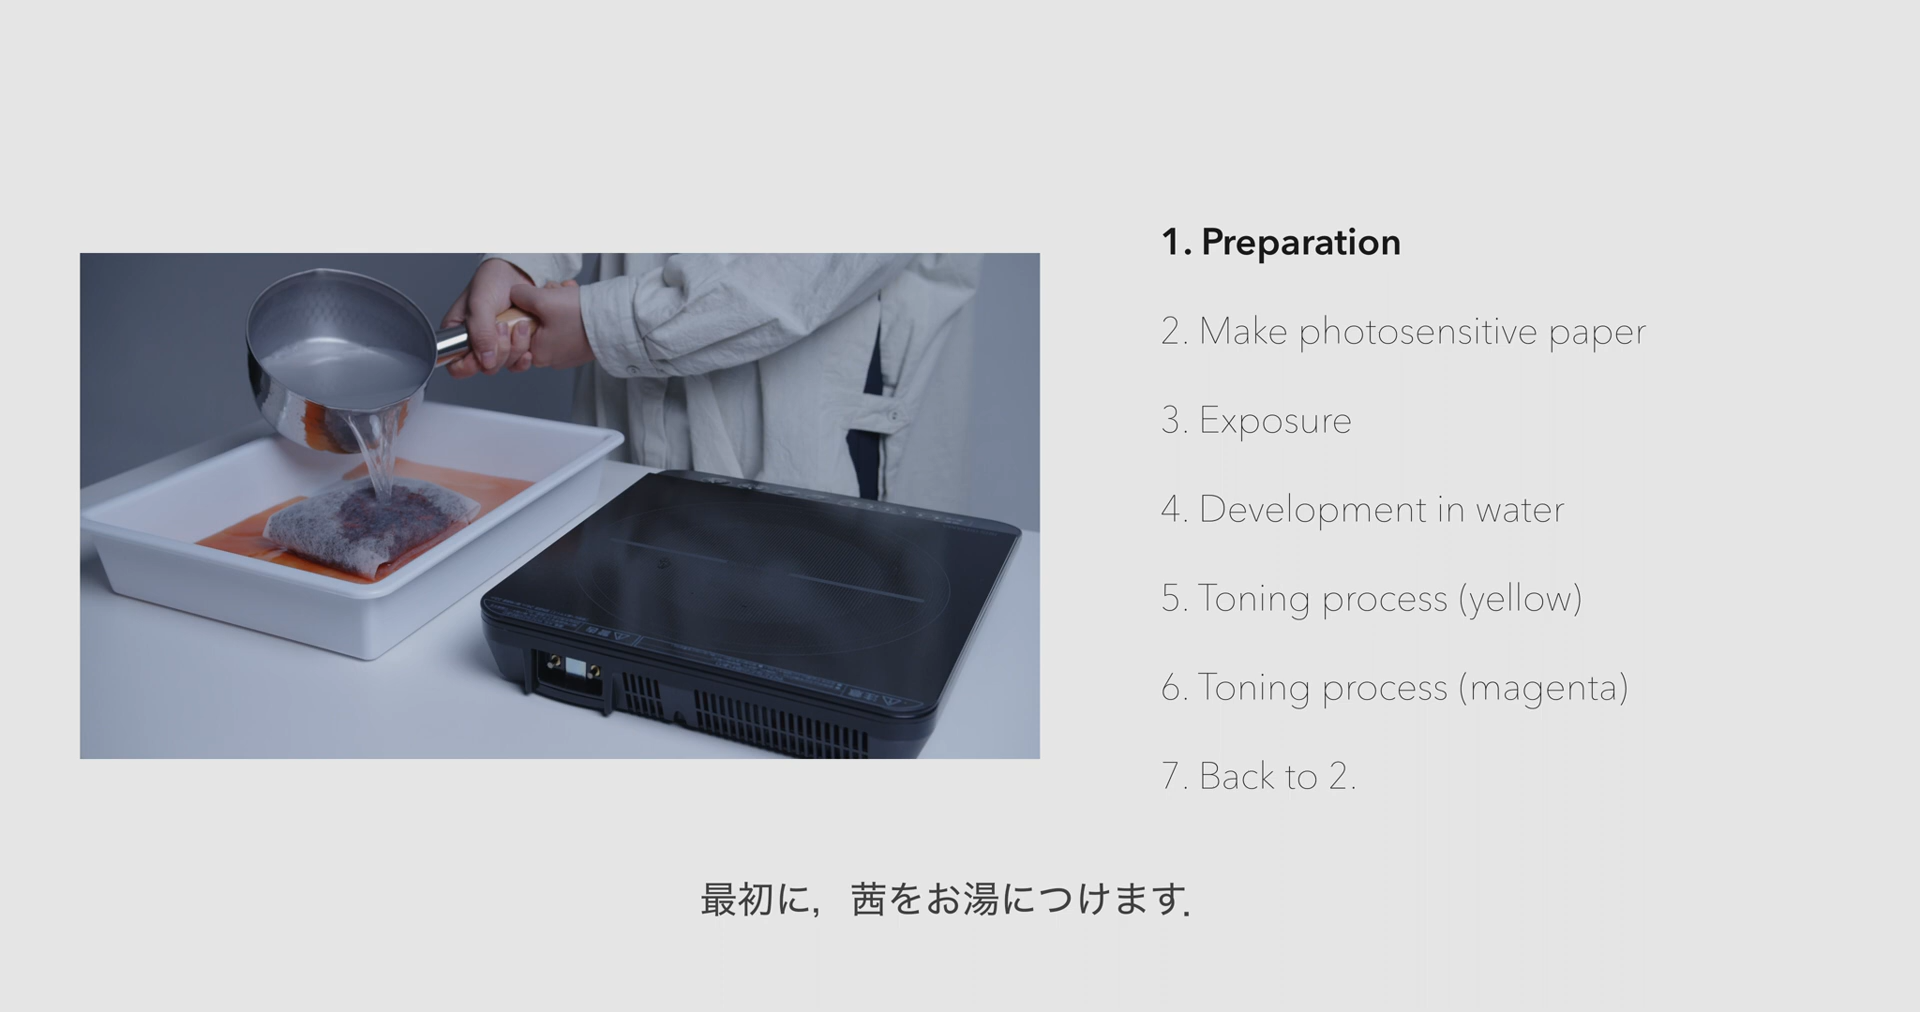 1. Preparation
2. Make photosensitive paper
3. Exposure
4. Development in water
5. Toning process (yellow)
6. Toning process (magenta)
7. Back to 2.
最初に，茜をお湯につけます．